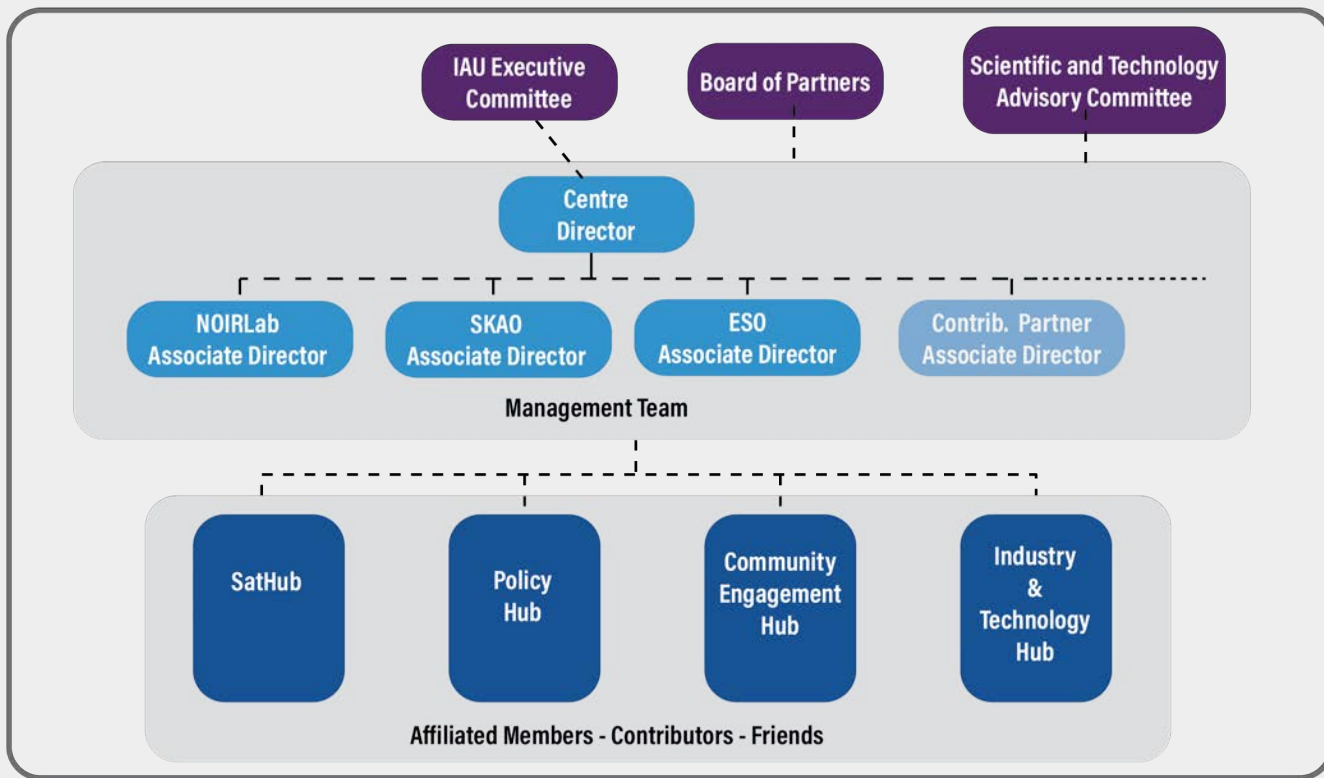 IAU Executive
Committee
Board of Partners
Scientific and Technology
Advisory Committee
Centre
Director
NOIRLab
Associate Director
SKAO
Associate Director
ESO
Associate Director
Contrib. Partner
Associate Director
Management Team
SatHub
Policy
Hub
Community
Engagement
Hub
Industry
&
Technology
Hub
Affiliated Members - Contributors - Friends